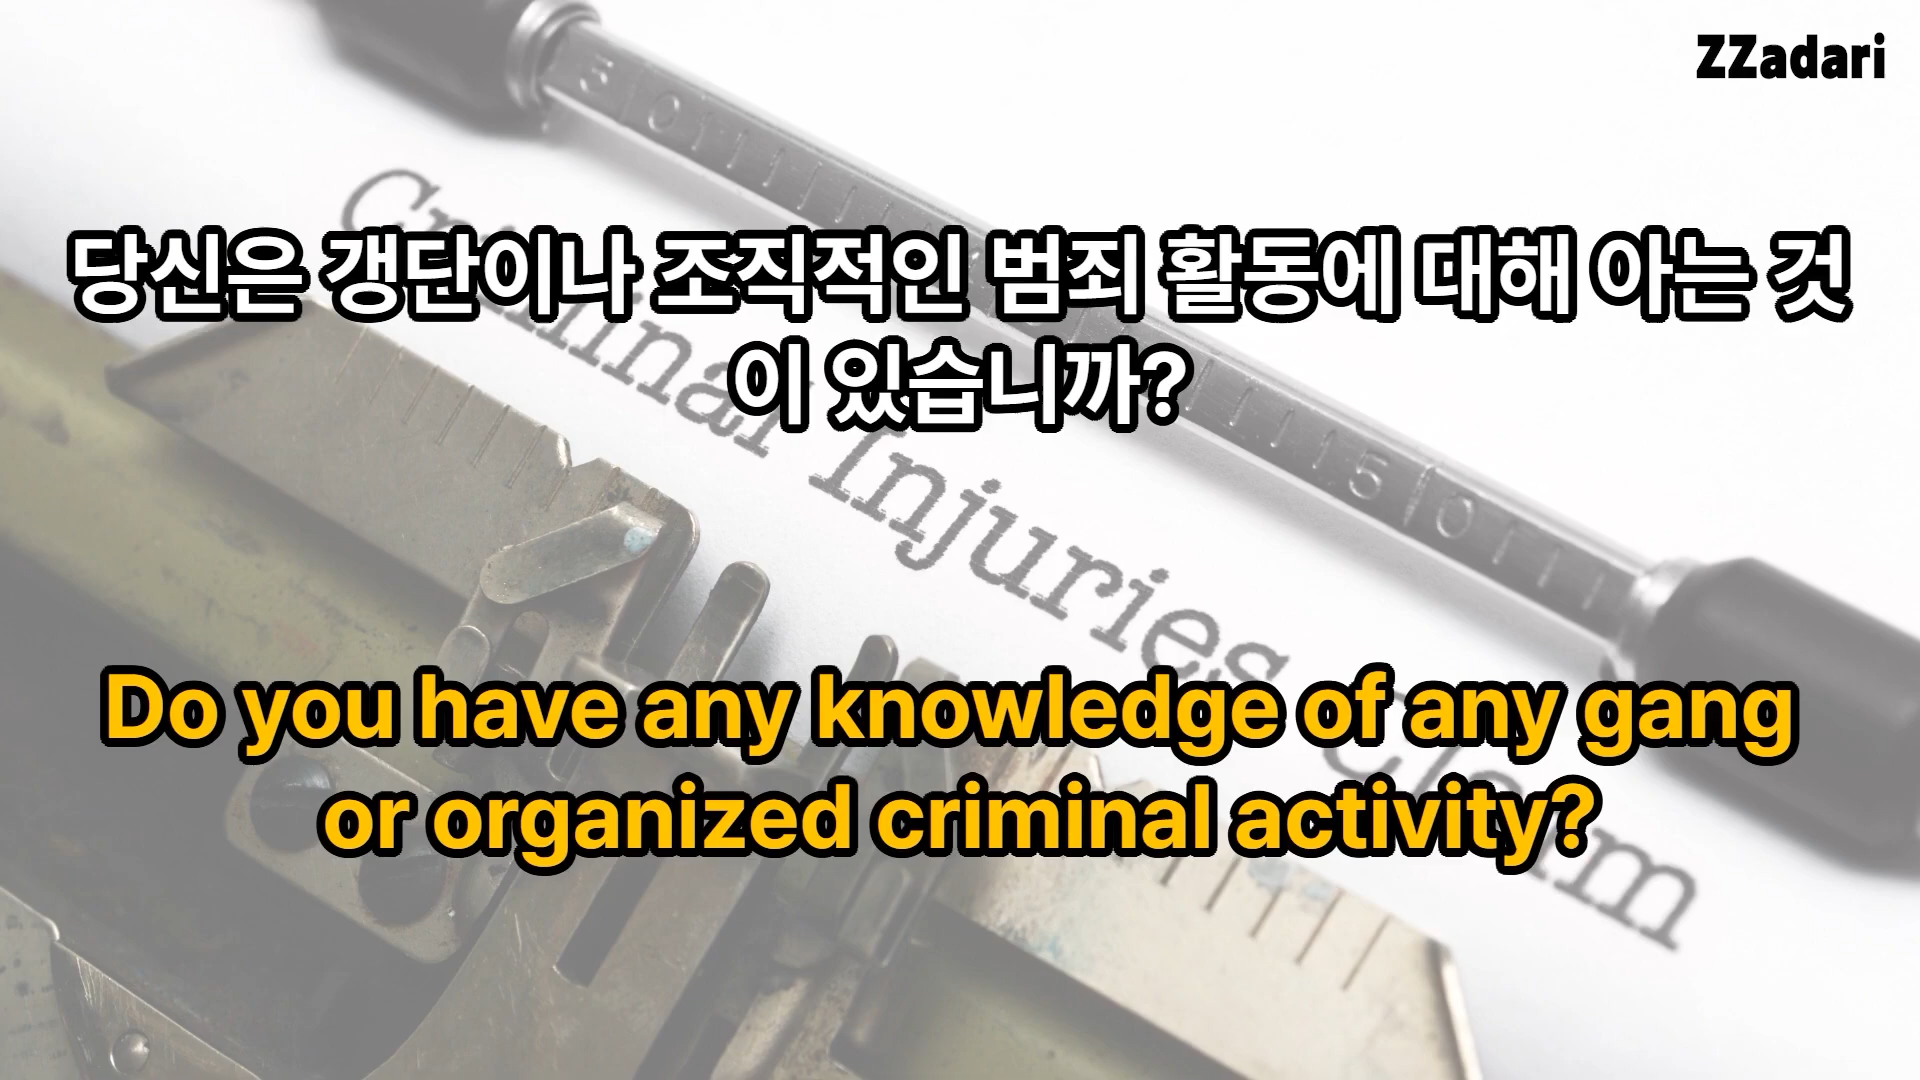 ZZadari
당신은 갱단이나 조직적인 범죄 활동에 대해 아는 것
이 있습니까?
Criminal Injuries Claim
Do you have any knowledge of any gang
or organized criminal activity?